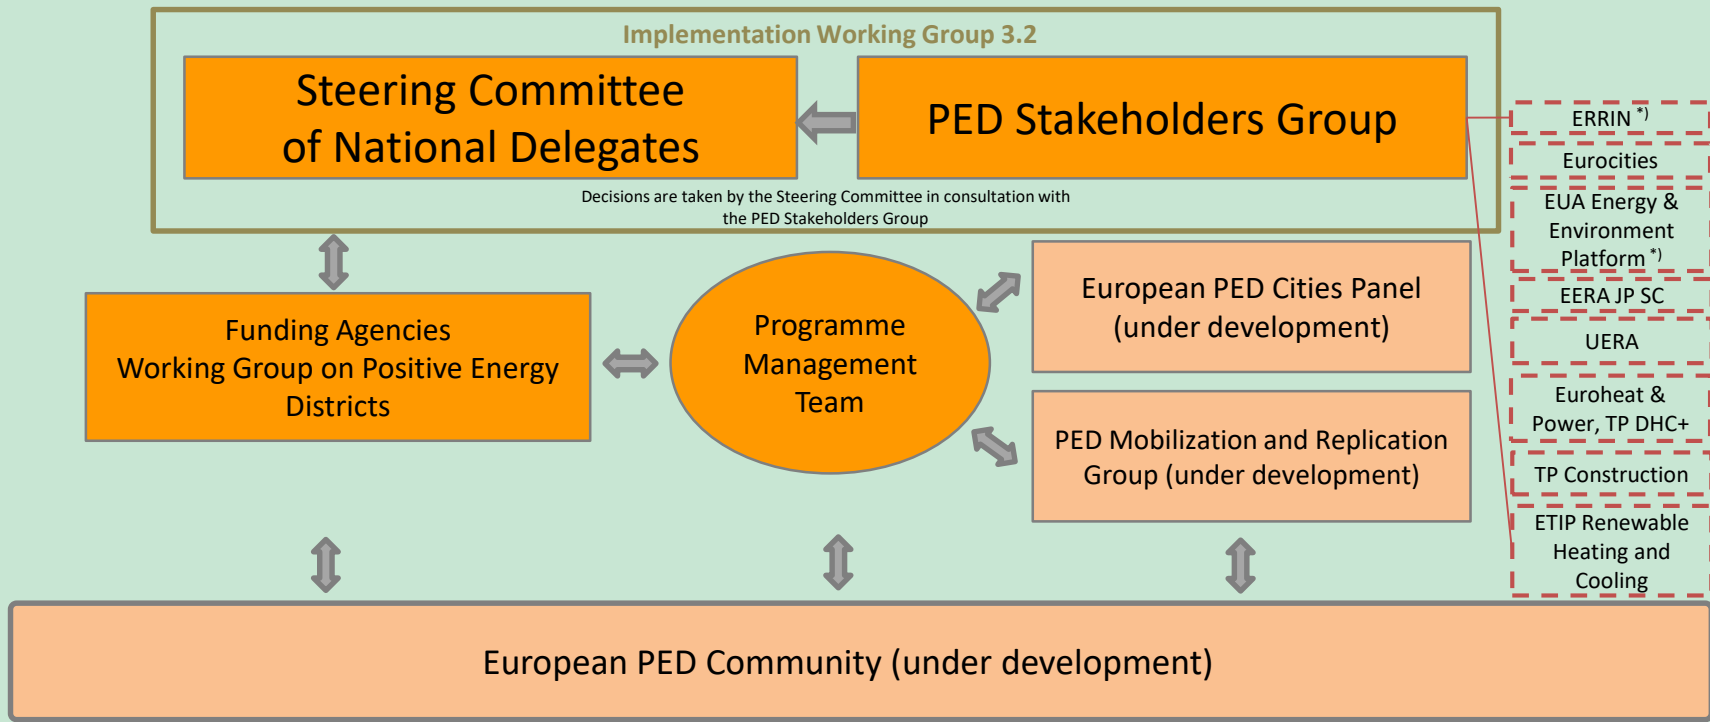 Implementation Working Group 3.2
Steering Committee
of National Delegates
PED Stakeholders Group
Decisions are taken by the Steering Committee in consultation with
the PED Stakeholders Group
ERRIN *)
Eurocities
EUA Energy &
Environment
Platform *)
EERA JP SC
UERA
Euroheat &
Power, TP DHC+
TP Construction
ETIP Renewable
Heating and
Cooling
Funding Agencies
Working Group on Positive Energy
Districts
Programme
Management
Team
European PED Cities Panel
(under development)
PED Mobilization and Replication
Group (under development)
European PED Community (under development)